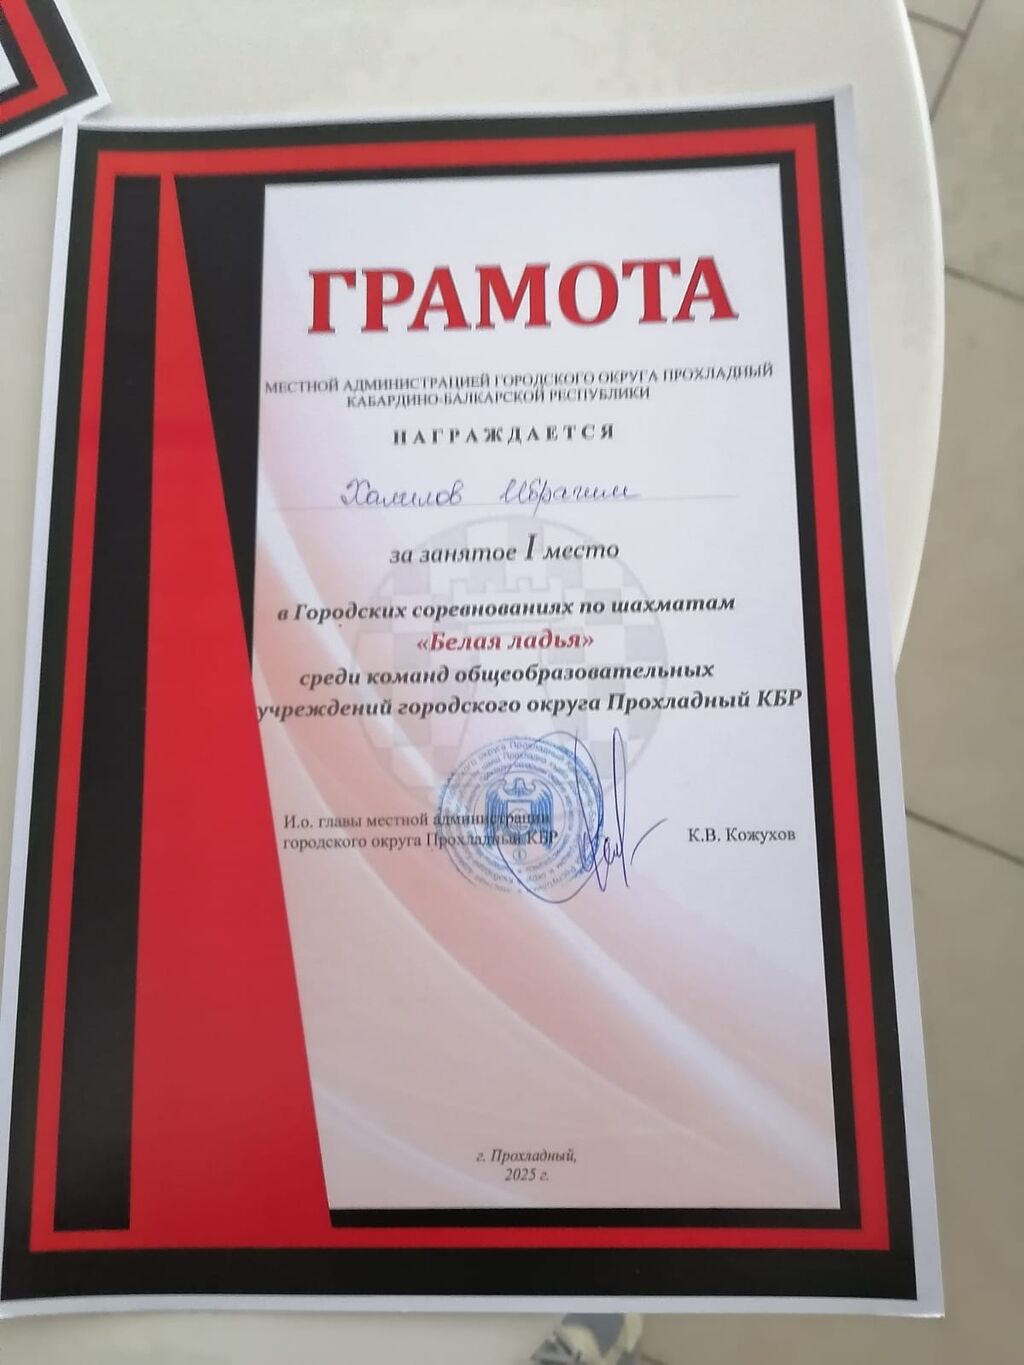 ГРАМОТА
МЕСТНОЙ АДМИНИСТРАЦИЕЙ ГОРОДСКОГО ОКРУГА ПРОХЛАДНЫЙ
КАБАРДИНО-БАЛКАРСКОЙ РЕСПУБЛИКИ
НАГРАЖДАЕТСЯ
Халилов Ибрагим
за занятое I место
в Городских соревнованиях по шахматам
«Белая ладья»
среди команд общеобразовательных
учреждений городского округа Прохладный КБР
И.о. главы местной администрации
городского округа Прохладный КБР
К.В. Кожухов
г. Прохладный,
2025 г.